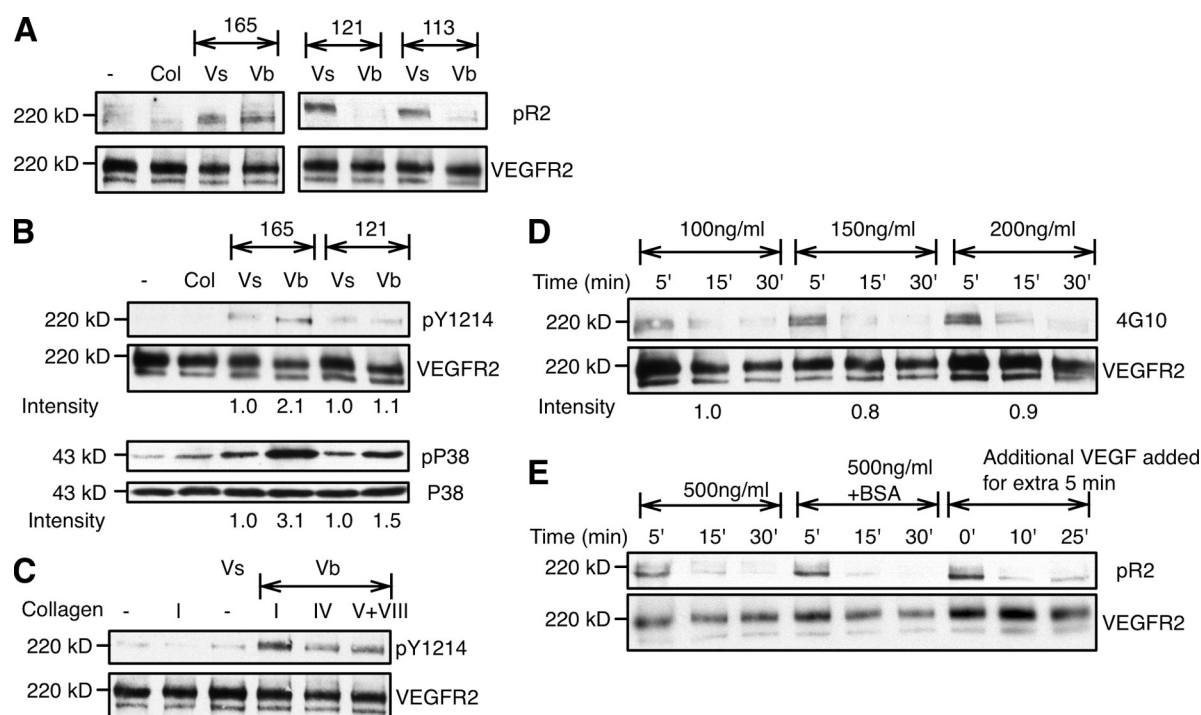 A
165 121 113
- Col Vs Vb Vs Vb Vs Vb
220 kD pR2
220 kD VEGFR2
B
165 121
- Col Vs Vb Vs Vb
220 kD pY1214
220 kD VEGFR2
Intensity 1.0 2.1 1.0 1.1
43 kD pP38
43 kD P38
Intensity 1.0 3.1 1.0 1.5
C
Vs Vb
Collagen - I - I IV V+VIII
220 kD pY1214
220 kD VEGFR2
D
100ng/ml 150ng/ml 200ng/ml
Time (min) 5' 15' 30' 5' 15' 30' 5' 15' 30'
220 kD 4G10
220 kD VEGFR2
Intensity 1.0 0.8 0.9
E
500ng/ml 500ng/ml +BSA Additional VEGF added for extra 5 min
Time (min) 5' 15' 30' 5' 15' 30' 0' 10' 25'
220 kD pR2
220 kD VEGFR2